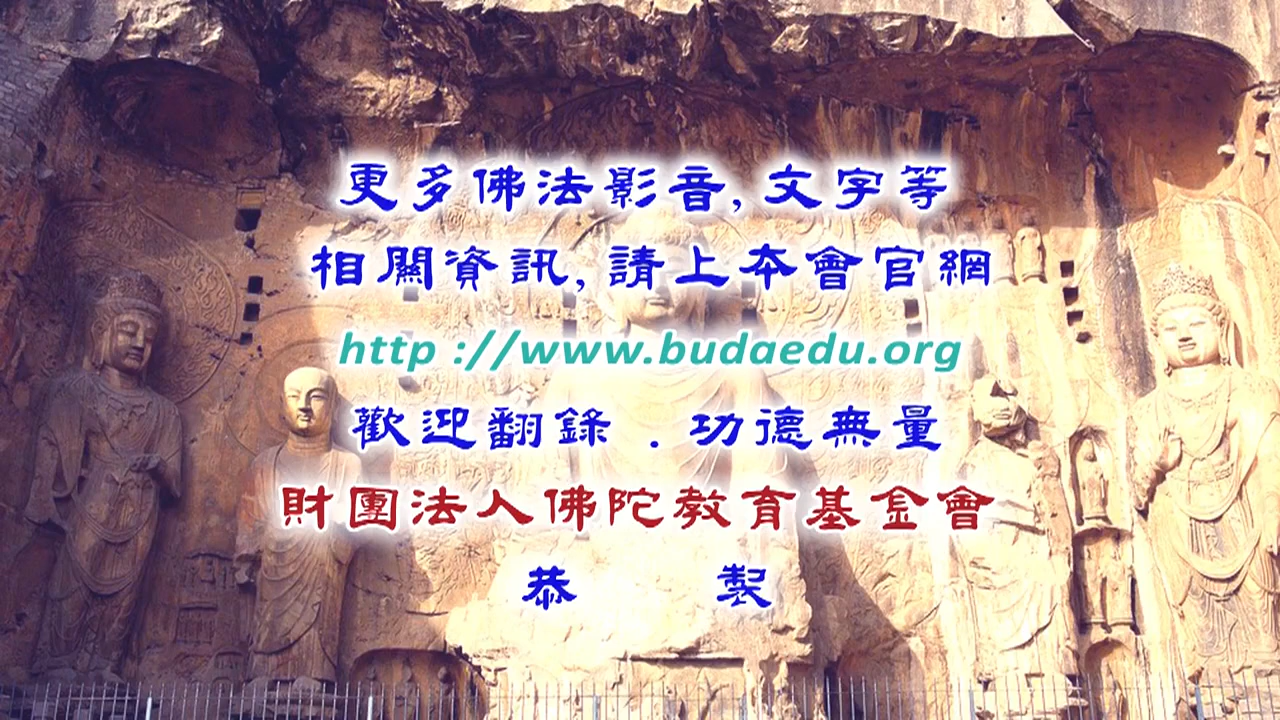 更多佛法影音,文字等
相關資訊,請上本會官網
http ://www.budaedu.org
歡迎翻錄 . 功德無量
財團法人佛陀教育基金會
恭 製